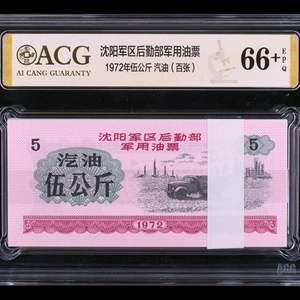 ACG
AI CANG GUARANTY
沈阳军区后勤部军用油票
1972年伍公斤 汽油（百张）
66+
EPQ
沈阳军区后勤部
军用油票
5
5
汽油
伍公斤
1972